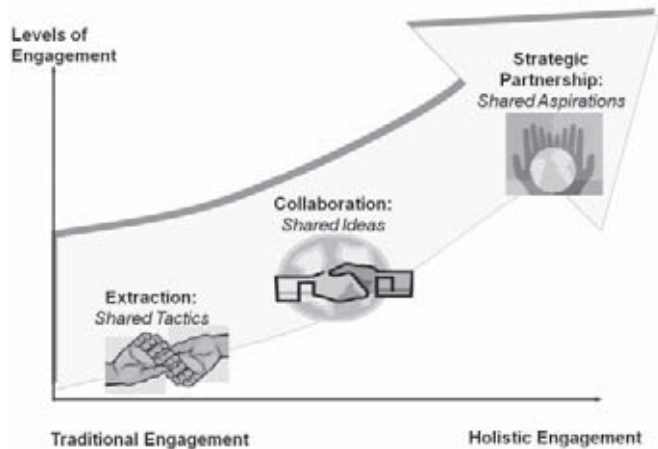 Levels of
Engagement
Strategic
Partnership:
Shared Aspirations
Collaboration:
Shared Ideas
Extraction:
Shared Tactics
Traditional Engagement
Holistic Engagement